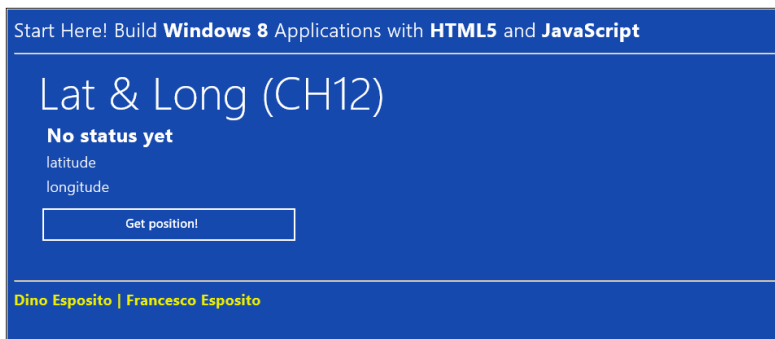 Start Here! Build Windows 8 Applications with HTML5 and JavaScript
Lat & Long (CH12)
No status yet
latitude
longitude
Get position!
Dino Esposito | Francesco Esposito